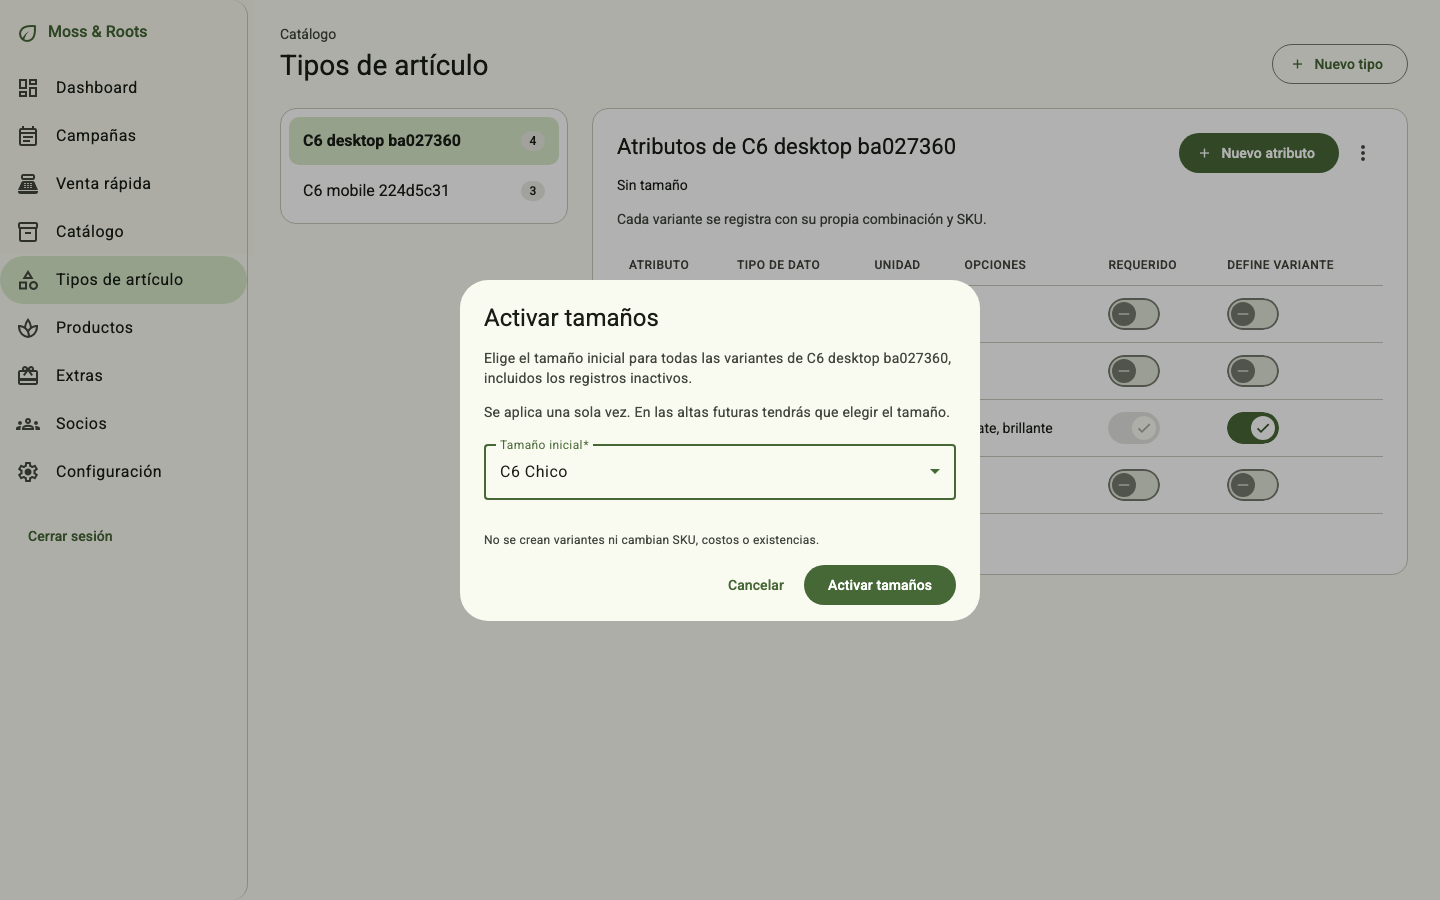 Moss & Roots
Dashboard
Campañas
Venta rápida
Catálogo
Tipos de artículo
Productos
Extras
Socios
Configuración
Cerrar sesión
Catálogo
Tipos de artículo
Nuevo tipo
C6 desktop ba027360 4
C6 mobile 224d5c31 3
Atributos de C6 desktop ba027360
Nuevo atributo
Sin tamaño
Cada variante se registra con su propia combinación y SKU.
ATRIBUTO TIPO DE DATO UNIDAD OPCIONES REQUERIDO DEFINE VARIANTE
brillante
Activar tamaños
Elige el tamaño inicial para todas las variantes de C6 desktop ba027360,
incluidos los registros inactivos.
Se aplica una sola vez. En las altas futuras tendrás que elegir el tamaño.
Tamaño inicial*
C6 Chico
No se crean variantes ni cambian SKU, costos o existencias.
Cancelar
Activar tamaños